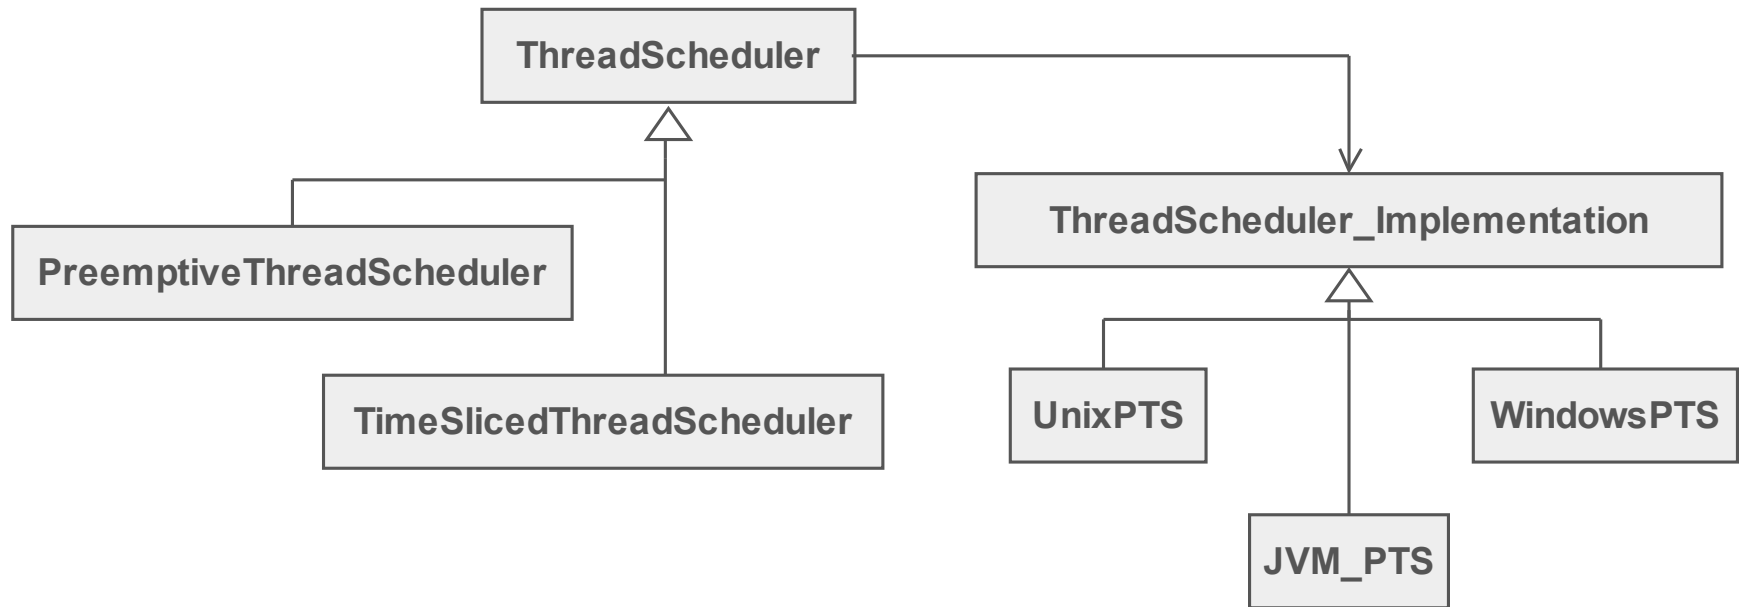 ThreadScheduler
ThreadScheduler_Implementation
PreemptiveThreadScheduler
TimeSlicedThreadScheduler
UnixPTS
WindowsPTS
JVM_PTS